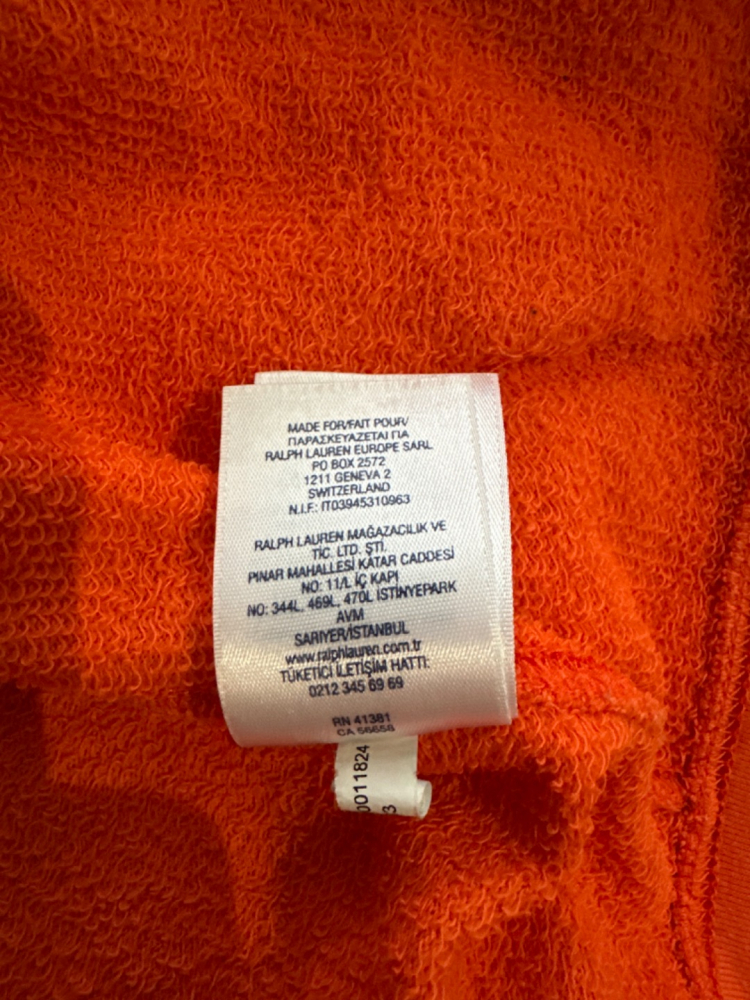 MADE FOR/FAIT POUR/
ΠΑΡΑΣΚΕΥΑΖΕΤΑΙ ΓΙΑ
RALPH LAUREN EUROPE SARL
PO BOX 2572
1211 GENEVA 2
SWITZERLAND
N.I.F.: IT03945310963
RALPH LAUREN MAĞAZACILIK VE
TİC. LTD. ŞTİ.
PINAR MAHALLESİ KATAR CADDESİ
NO: 11/L İÇ KAPI
NO: 344L, 469L, 470L İSTİNYEPARK
AVM
SARIYER/İSTANBUL
www.ralphlauren.com.tr
TÜKETİCİ İLETİŞİM HATTI:
0212 345 69 69
RN 41381
CA 56656
0011824
3